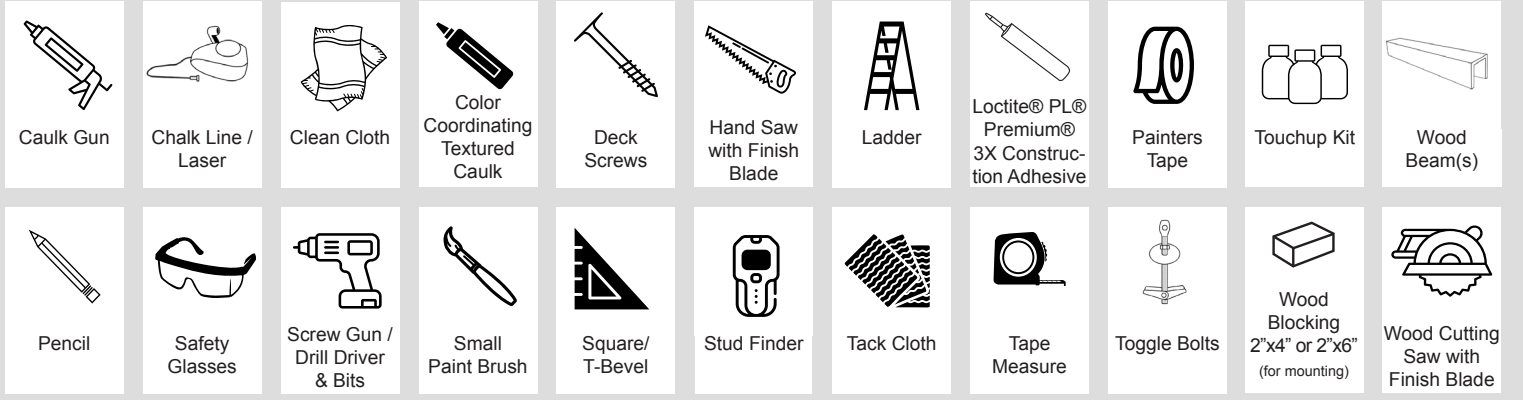 Caulk Gun
Chalk Line /
Laser
Clean Cloth
Color
Coordinating
Textured
Caulk
Deck
Screws
Hand Saw
with Finish
Blade
Ladder
Loctite® PL®
Premium®
3X Construc-
tion Adhesive
Painters
Tape
Touchup Kit
Wood
Beam(s)
Pencil
Safety
Glasses
Screw Gun /
Drill Driver
& Bits
Small
Paint Brush
Square/
T-Bevel
Stud Finder
Tack Cloth
Tape
Measure
Toggle Bolts
Wood
Blocking
2”x4” or 2”x6”
(for mounting)
Wood Cutting
Saw with
Finish Blade